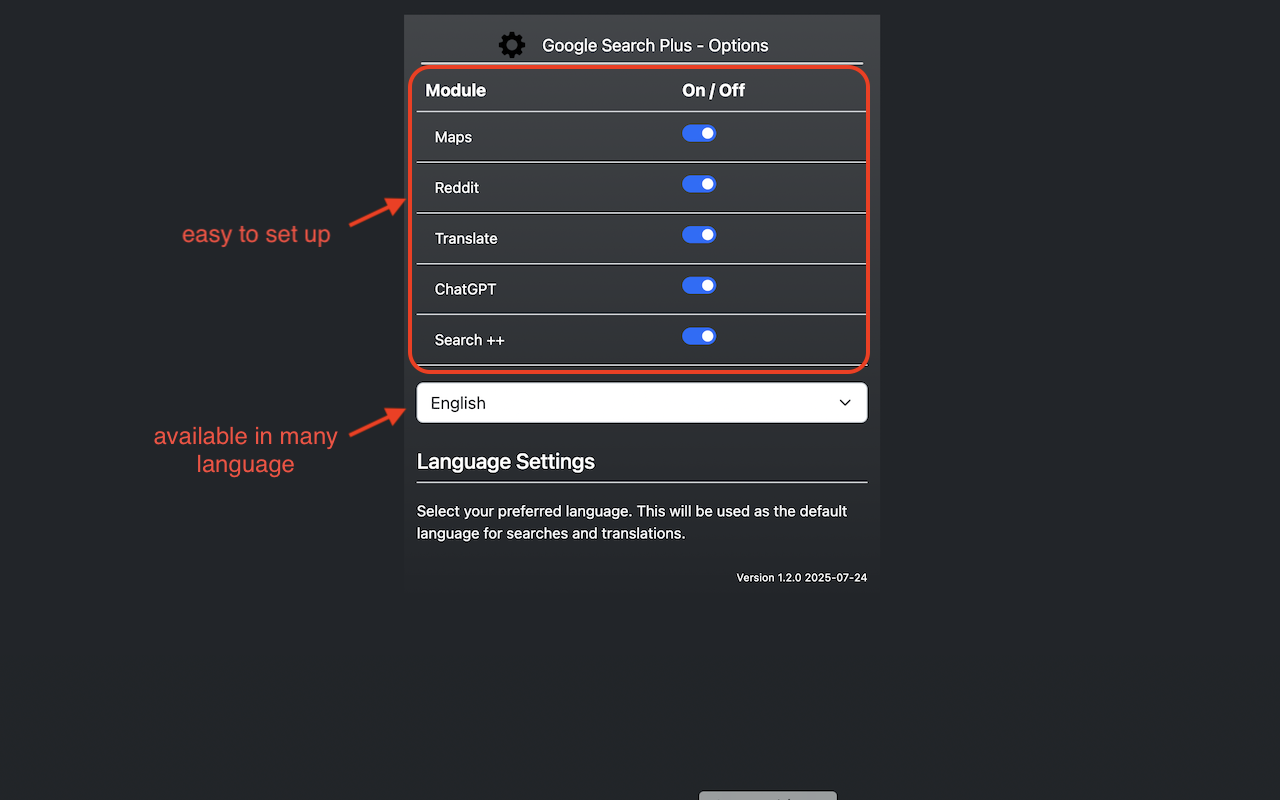 Google Search Plus - Options
Module On / Off
Maps
Reddit
easy to set up
Translate
ChatGPT
Search ++
English
available in many
language
Language Settings
Select your preferred language. This will be used as the default
language for searches and translations.
Version 1.2.0 2025-07-24